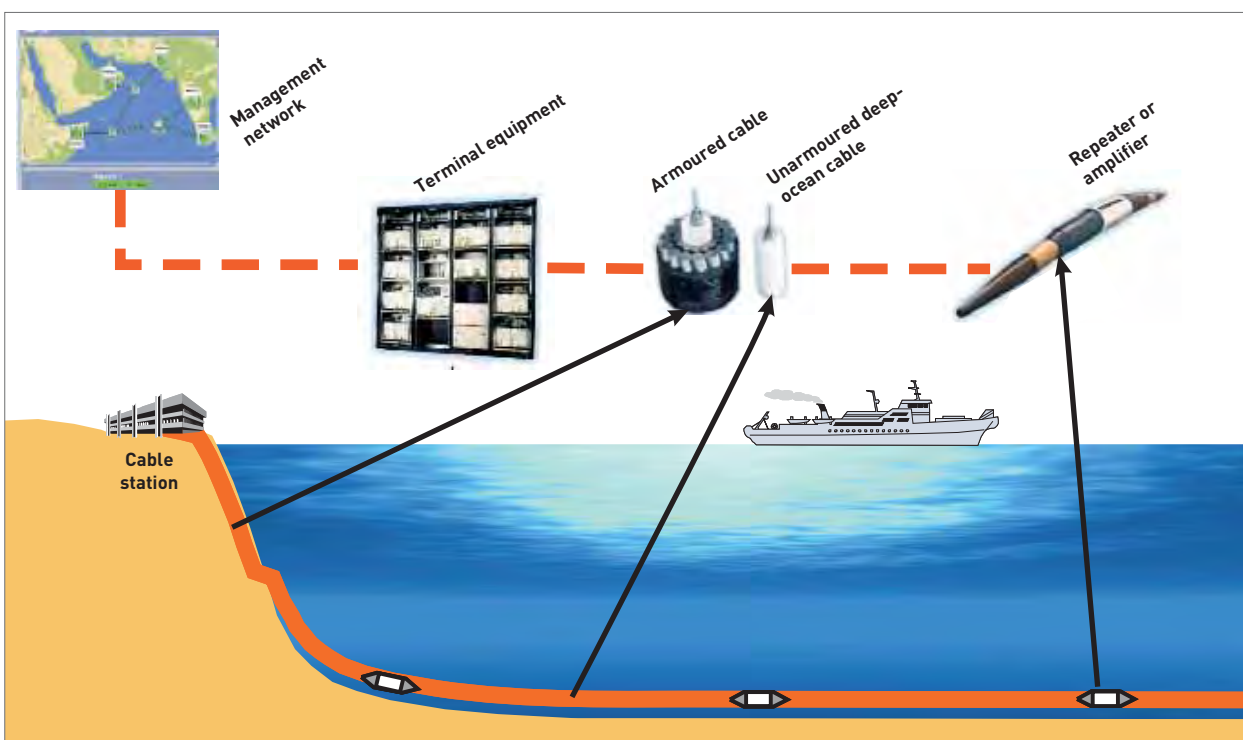 Management
network
Terminal equipment
Armoured cable
Unarmoured deep-
ocean cable
Repeater or
amplifier
Cable
station